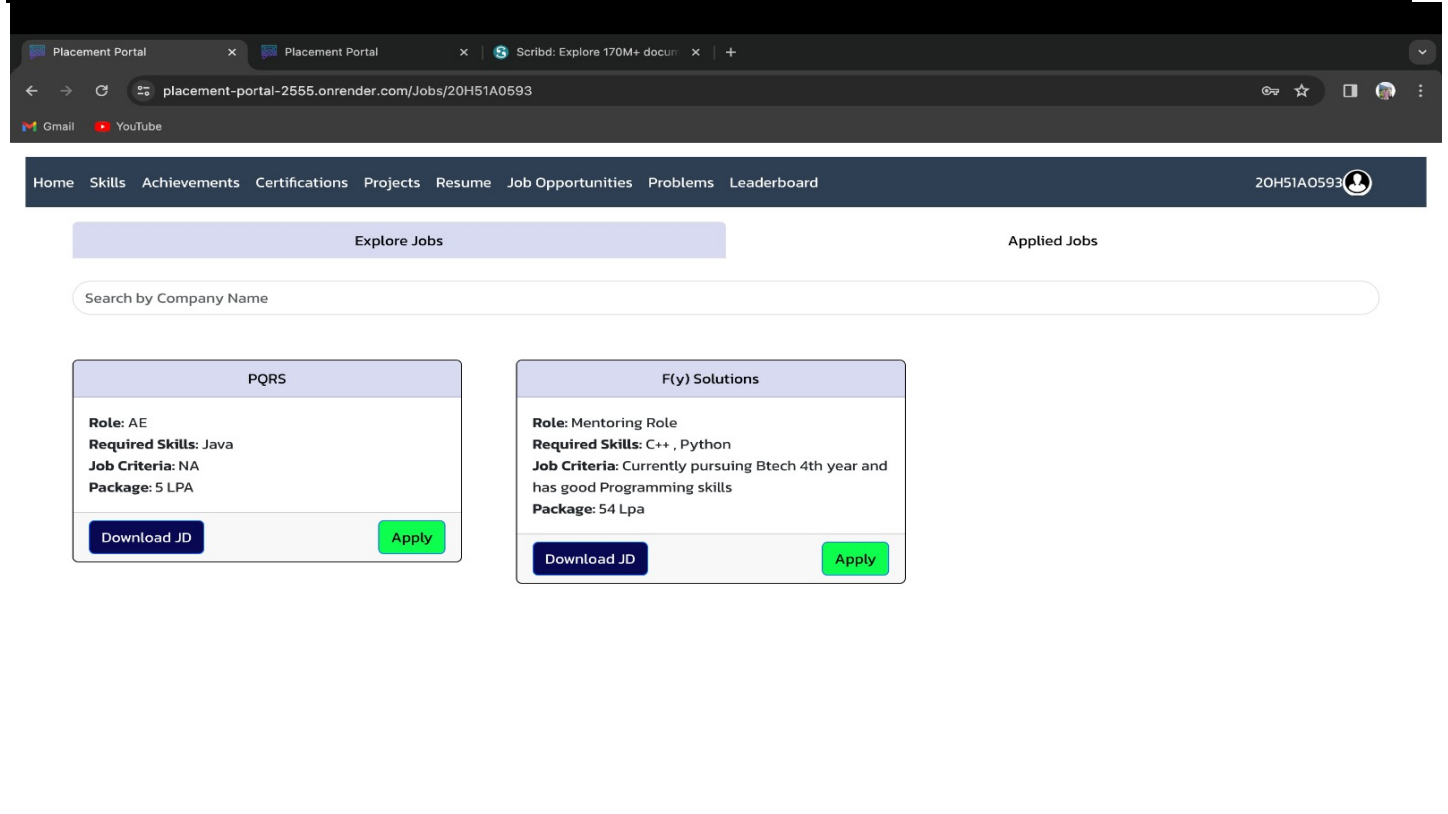 Placement Portal
Placement Portal
Scribd: Explore 170M+ docum
placement-portal-2555.onrender.com/Jobs/20H51A0593
Gmail YouTube
Home Skills Achievements Certifications Projects Resume Job Opportunities Problems Leaderboard 20H51A0593
Explore Jobs Applied Jobs
Search by Company Name
PQRS
Role: AE
Required Skills: Java
Job Criteria: NA
Package: 5 LPA
Download JD Apply
F(y) Solutions
Role: Mentoring Role
Required Skills: C++ , Python
Job Criteria: Currently pursuing Btech 4th year and
has good Programming skills
Package: 54 Lpa
Download JD Apply